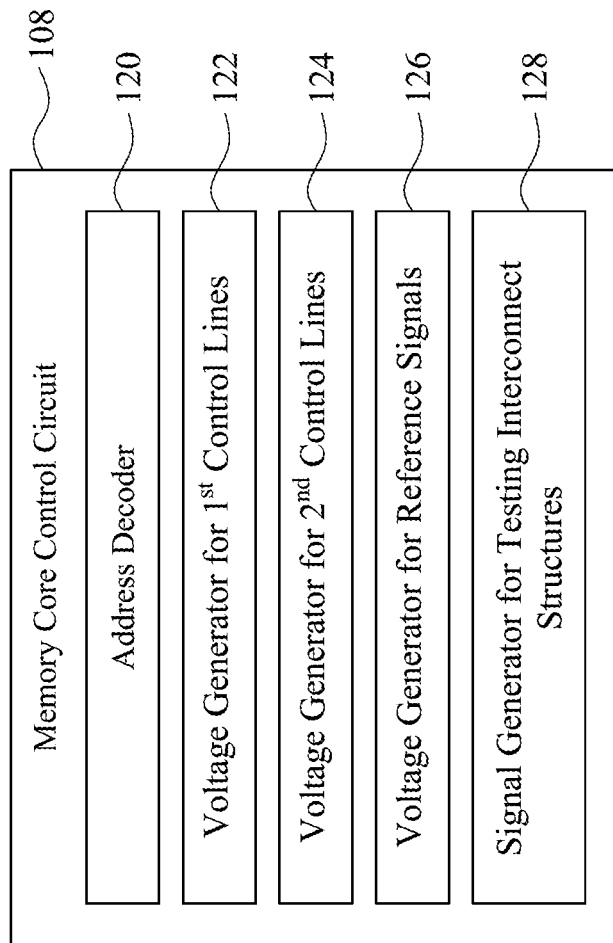 Memory Core Control Circuit
108
Address Decoder
120
Voltage Generator for 1st Control Lines
122
Voltage Generator for 2nd Control Lines
124
Voltage Generator for Reference Signals
126
Signal Generator for Testing Interconnect
Structures
128